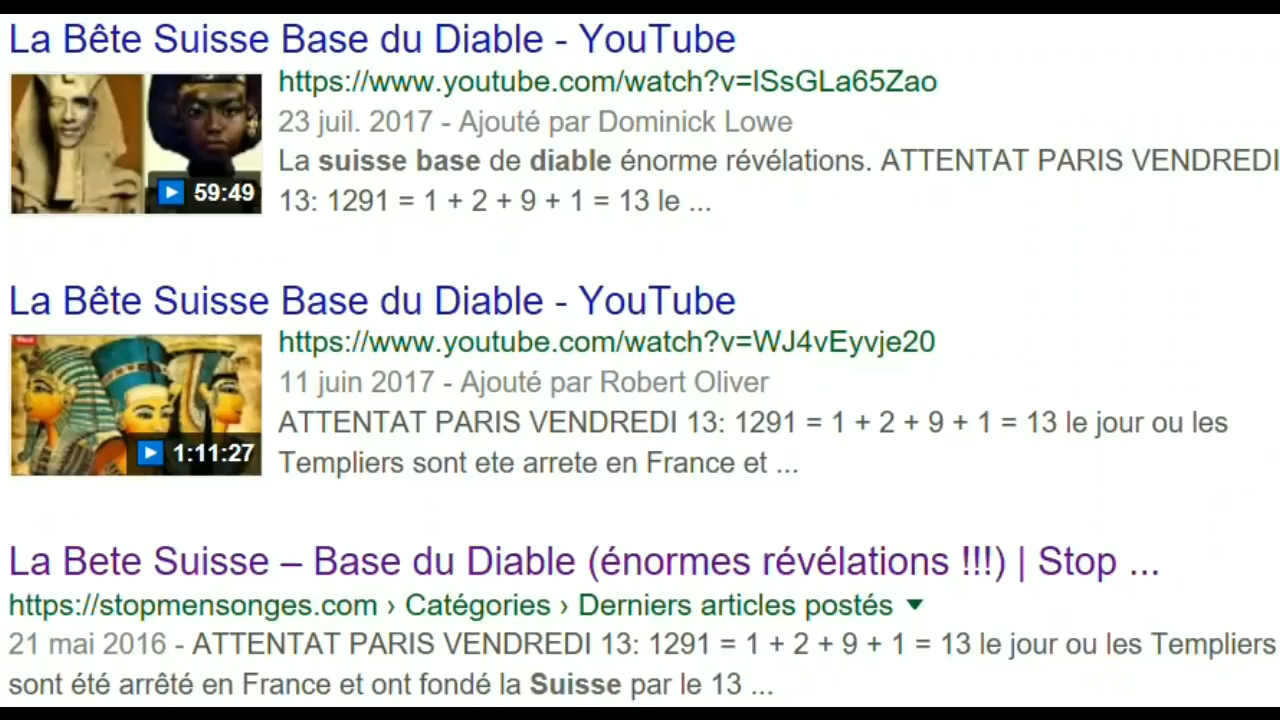 La Bête Suisse Base du Diable - YouTube
https://www.youtube.com/watch?v=lSsGLa65Zao
23 juil. 2017 - Ajouté par Dominick Lowe
La suisse base de diable énorme révélations. ATTENTAT PARIS VENDREDI
13: 1291 = 1 + 2 + 9 + 1 = 13 le ...
59:49
La Bête Suisse Base du Diable - YouTube
https://www.youtube.com/watch?v=WJ4vEyvje20
11 juin 2017 - Ajouté par Robert Oliver
ATTENTAT PARIS VENDREDI 13: 1291 = 1 + 2 + 9 + 1 = 13 le jour ou les
Templiers sont ete arrete en France et ...
1:11:27
La Bete Suisse – Base du Diable (énormes révélations !!!) | Stop ...
https://stopmensonges.com › Catégories › Derniers articles postés
21 mai 2016 - ATTENTAT PARIS VENDREDI 13: 1291 = 1 + 2 + 9 + 1 = 13 le jour ou les Templiers
sont été arrêté en France et ont fondé la Suisse par le 13 ...